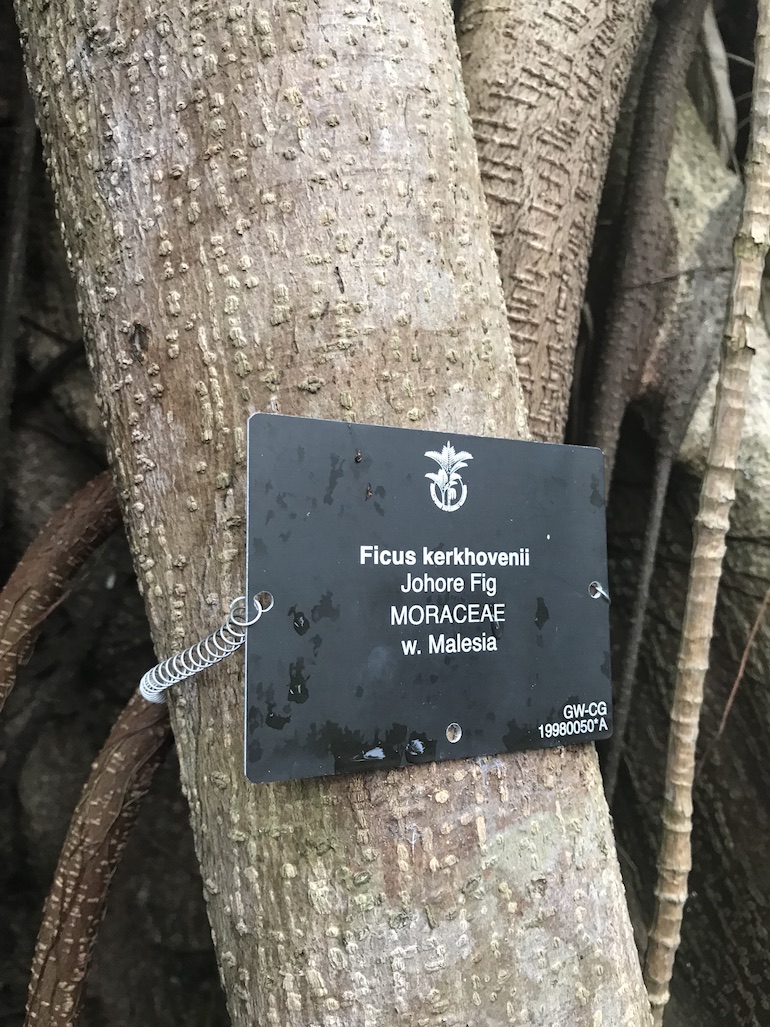 Ficus kerkhovenii
Johore Fig
MORACEAE
w. Malesia
GW-CG
19980050*A